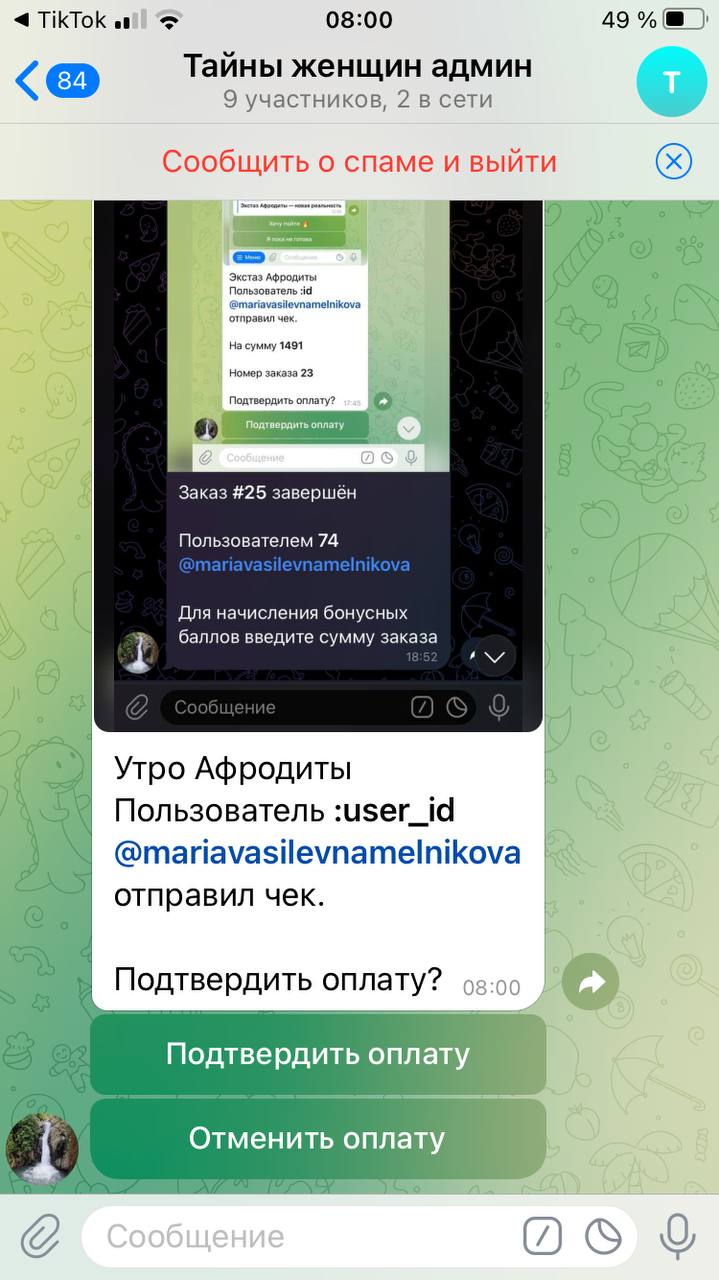 TikTok
08:00
49 %
84
Тайны женщин админ
9 участников, 2 в сети
Т
Сообщить о спаме и выйти
Экстаз Афродиты — новая реальность
Хочу пойти
Я пока не готова
Меню
Сообщение
Экстаз Афродиты
Пользователь :id
@mariavasilevnamelnikova
отправил чек.
На сумму 1491
Номер заказа 23
Подтвердить оплату? 17:45
Подтвердить оплату
Сообщение
Заказ #25 завершён
Пользователем 74
@mariavasilevnamelnikova
Для начисления бонусных
баллов введите сумму заказа
18:52
Сообщение
Утро Афродиты
Пользователь :user_id
@mariavasilevnamelnikova
отправил чек.
Подтвердить оплату? 08:00
Подтвердить оплату
Отменить оплату
Сообщение